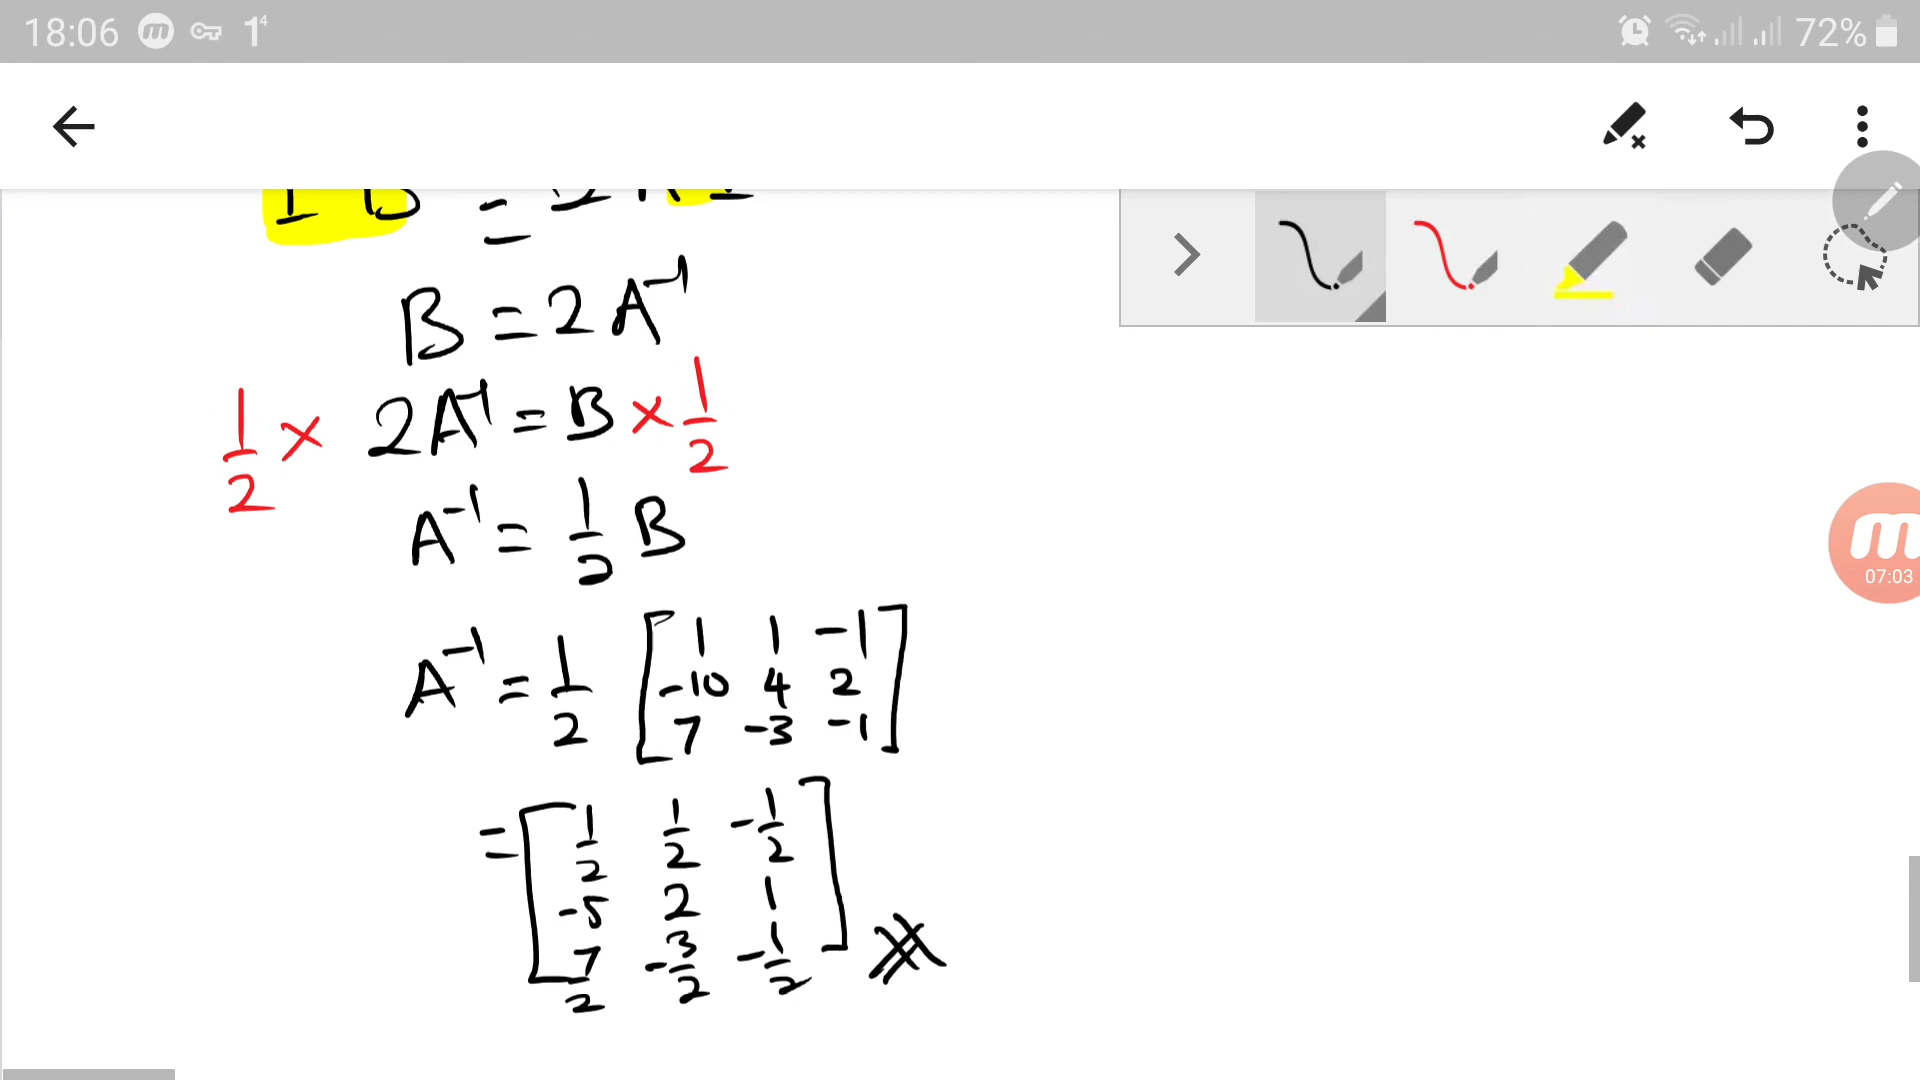 18:06 m 1⁴ 72%
B = 2A⁻¹
½ × 2A⁻¹ = B × ½
A⁻¹ = ½ B
A⁻¹ = ½ [ 1 1 -1
-10 4 2
7 -3 -1 ]
= [ ½ ½ -½
-5 2 1
7/2 -3/2 -½ ]
m
07:03